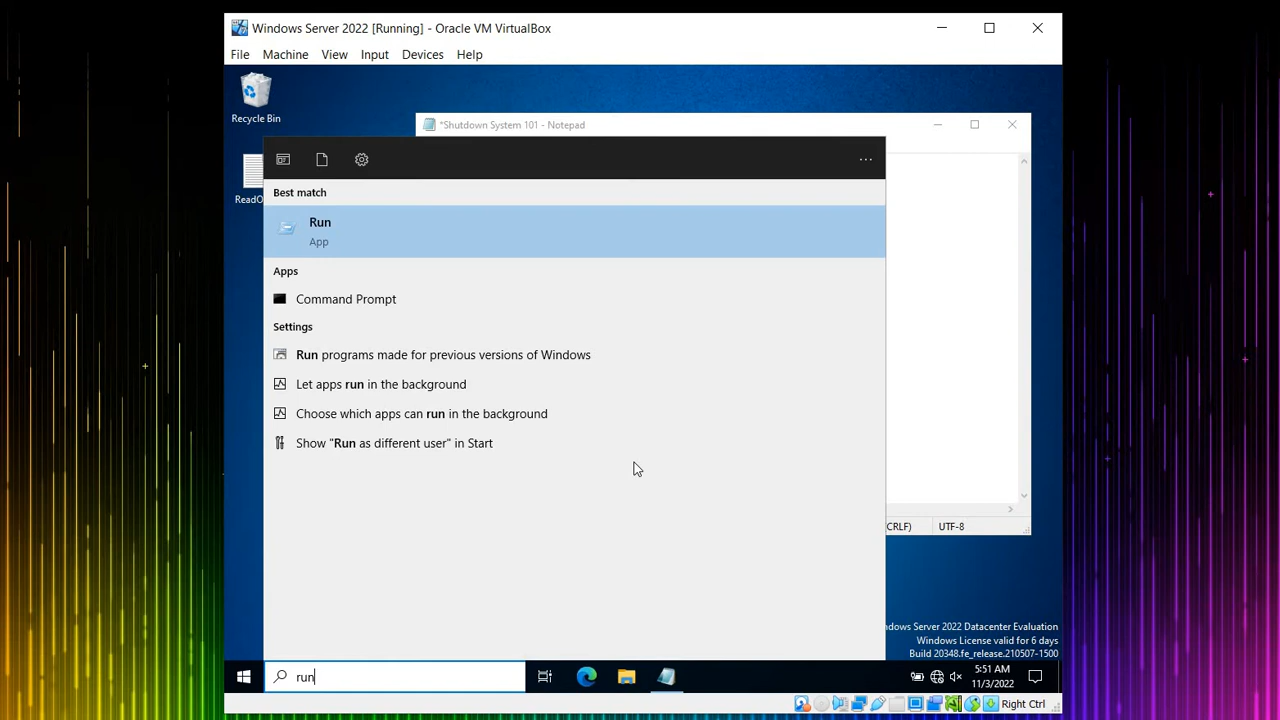 Windows Server 2022 [Running] - Oracle VM VirtualBox
File Machine View Input Devices Help
Recycle Bin
*Shutdown System 101 - Notepad
Best match
Run
App
Apps
Command Prompt
Settings
Run programs made for previous versions of Windows
Let apps run in the background
Choose which apps can run in the background
Show "Run as different user" in Start
CRLF) UTF-8
ndows Server 2022 Datacenter Evaluation
Windows License valid for 6 days
Build 20348.fe_release.210507-1500
run
5:51 AM
11/3/2022
Right Ctrl